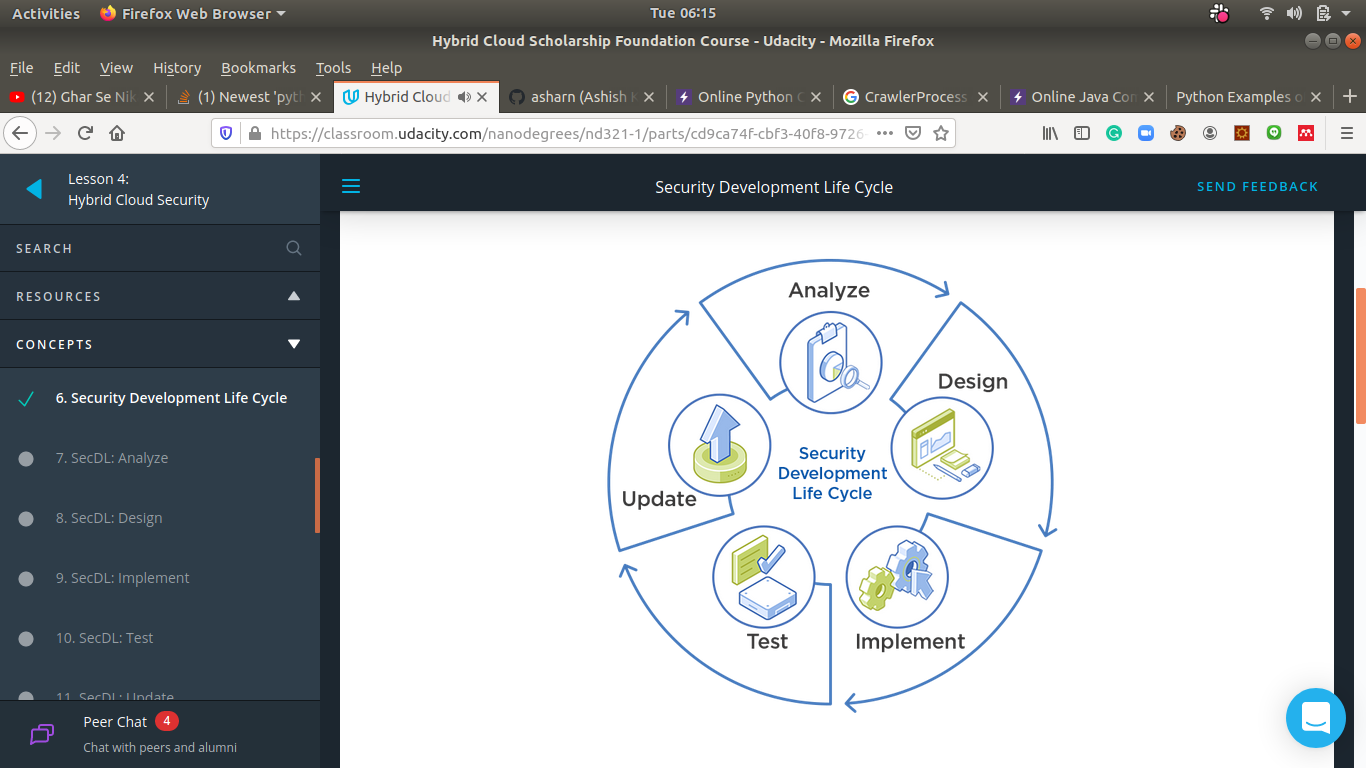 Activities Firefox Web Browser Tue 06:15
Hybrid Cloud Scholarship Foundation Course - Udacity - Mozilla Firefox
File Edit View History Bookmarks Tools Help
(12) Ghar Se Nik (1) Newest 'pyth Hybrid Cloud asharn (Ashish K Online Python C CrawlerProcess Online Java Com Python Examples o
https://classroom.udacity.com/nanodegrees/nd321-1/parts/cd9ca74f-cbf3-40f8-9726-
Lesson 4:
Hybrid Cloud Security
Security Development Life Cycle
SEND FEEDBACK
SEARCH
RESOURCES
CONCEPTS
6. Security Development Life Cycle
7. SecDL: Analyze
8. SecDL: Design
9. SecDL: Implement
10. SecDL: Test
11. SecDL: Update
Peer Chat 4
Chat with peers and alumni
Analyze
Design
Security
Development
Life Cycle
Update
Test
Implement